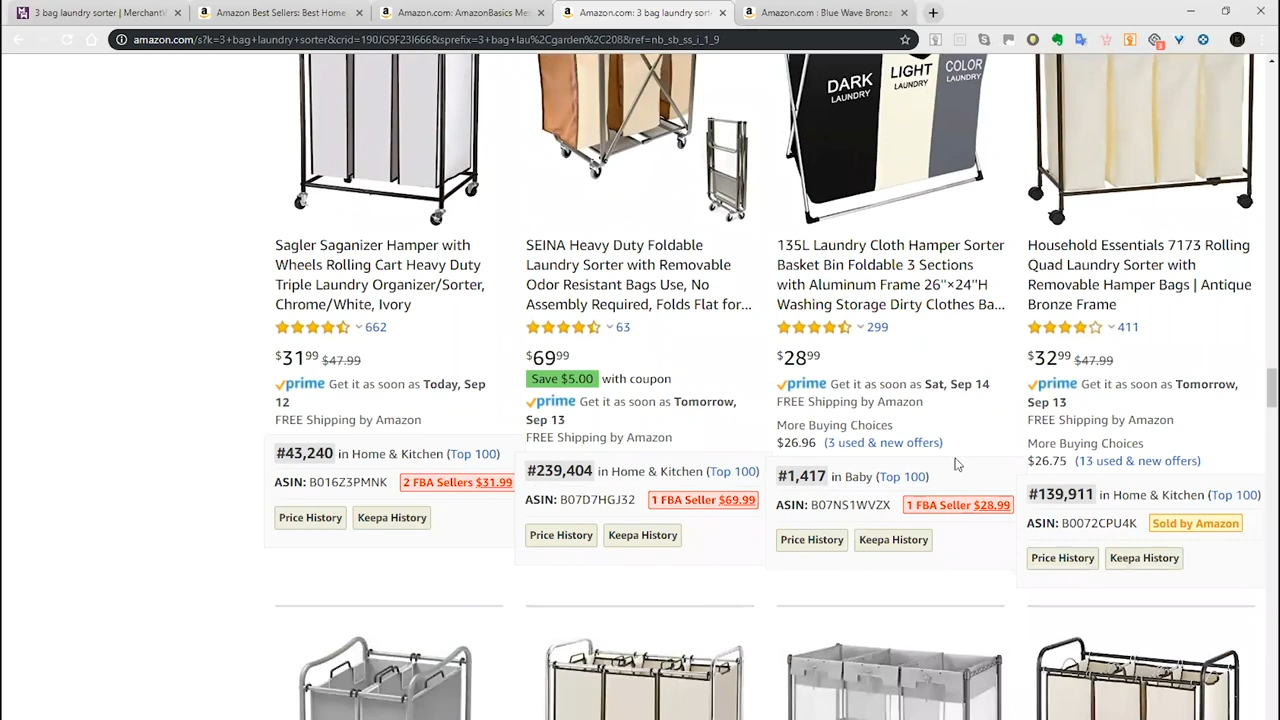 3 bag laundry sorter | MerchantW
Amazon Best Sellers: Best Home
Amazon.com: AmazonBasics Me
Amazon.com: 3 bag laundry sort
Amazon.com : Blue Wave Bronze
amazon.com/s?k=3+bag+laundry+sorter&crid=190JG9F23I666&sprefix=3+bag+lau%2Cgarden%2C208&ref=nb_sb_ss_i_1_9
DARK
LAUNDRY
LIGHT
LAUNDRY
COLOR
LAUNDRY
Sagler Saganizer Hamper with
Wheels Rolling Cart Heavy Duty
Triple Laundry Organizer/Sorter,
Chrome/White, Ivory
662
$31.99 $47.99
prime Get it as soon as Today, Sep
12
FREE Shipping by Amazon
#43,240 in Home & Kitchen (Top 100)
ASIN: B016Z3PMNK 2 FBA Sellers $31.99
Price History Keepa History
SEINA Heavy Duty Foldable
Laundry Sorter with Removable
Odor Resistant Bags Use, No
Assembly Required, Folds Flat for...
63
$69.99
Save $5.00 with coupon
prime Get it as soon as Tomorrow,
Sep 13
FREE Shipping by Amazon
#239,404 in Home & Kitchen (Top 100)
ASIN: B07D7HGJ32 1 FBA Seller $69.99
Price History Keepa History
135L Laundry Cloth Hamper Sorter
Basket Bin Foldable 3 Sections
with Aluminum Frame 26"×24"H
Washing Storage Dirty Clothes Ba...
299
$28.99
prime Get it as soon as Sat, Sep 14
FREE Shipping by Amazon
More Buying Choices
$26.96 (3 used & new offers)
#1,417 in Baby (Top 100)
ASIN: B07NS1WVZX 1 FBA Seller $28.99
Price History Keepa History
Household Essentials 7173 Rolling
Quad Laundry Sorter with
Removable Hamper Bags | Antique
Bronze Frame
411
$32.99 $47.99
prime Get it as soon as Tomorrow,
Sep 13
FREE Shipping by Amazon
More Buying Choices
$26.75 (13 used & new offers)
#139,911 in Home & Kitchen (Top 100)
ASIN: B0072CPU4K Sold by Amazon
Price History Keepa History